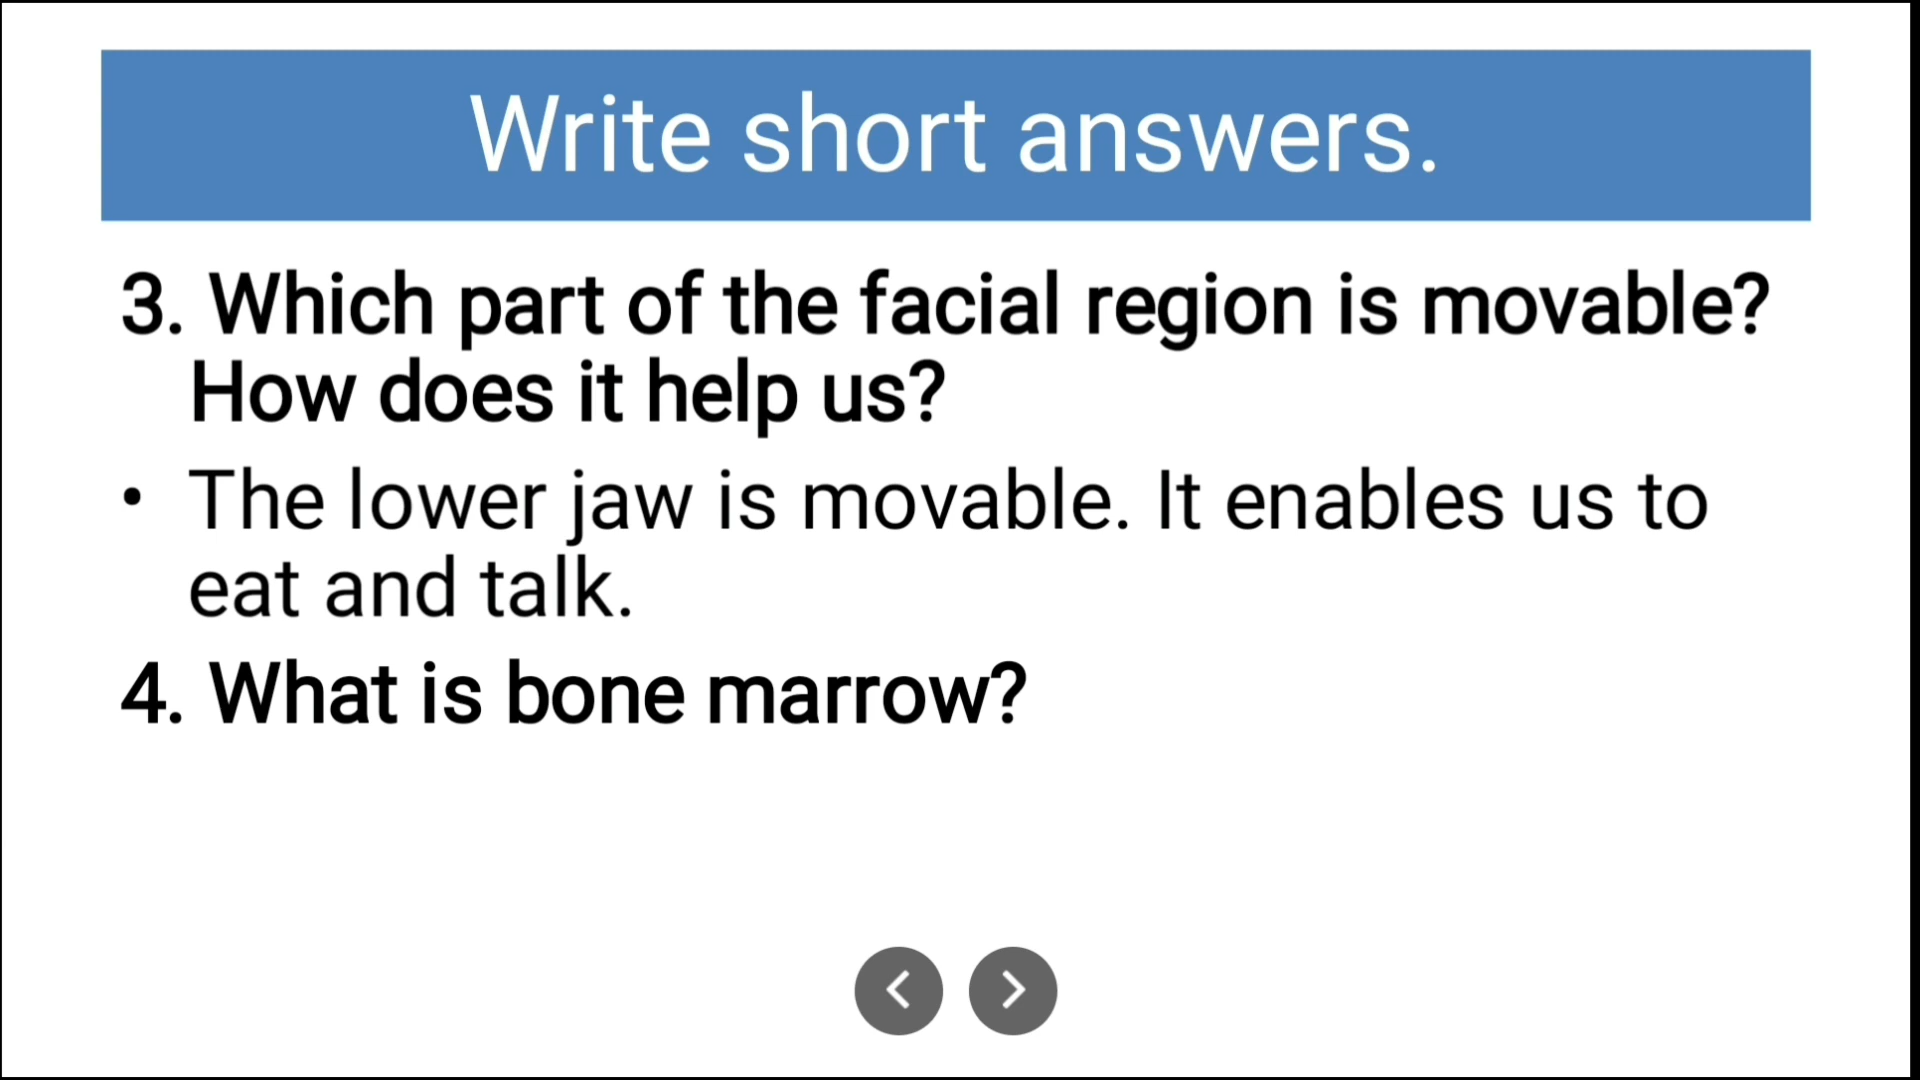 Write short answers.
3. Which part of the facial region is movable?
How does it help us?
• The lower jaw is movable. It enables us to
eat and talk.
4. What is bone marrow?